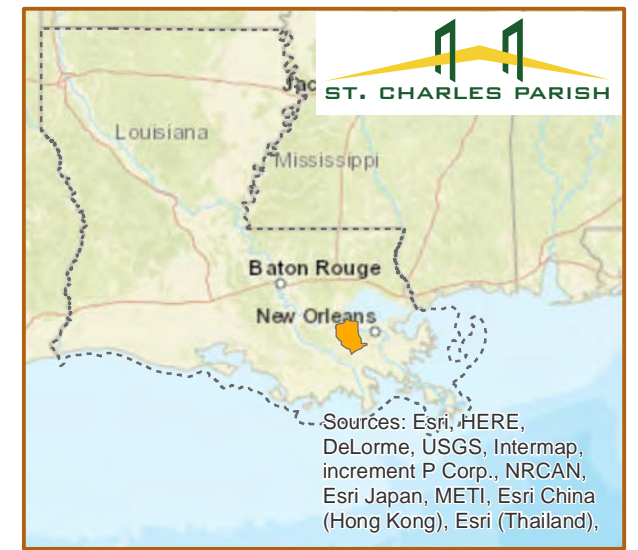 ST. CHARLES PARISH
Jac
Louisiana
Mississippi
Baton Rouge
New Orleans
Sources: Esri, HERE,
DeLorme, USGS, Intermap,
increment P Corp., NRCAN,
Esri Japan, METI, Esri China
(Hong Kong), Esri (Thailand),